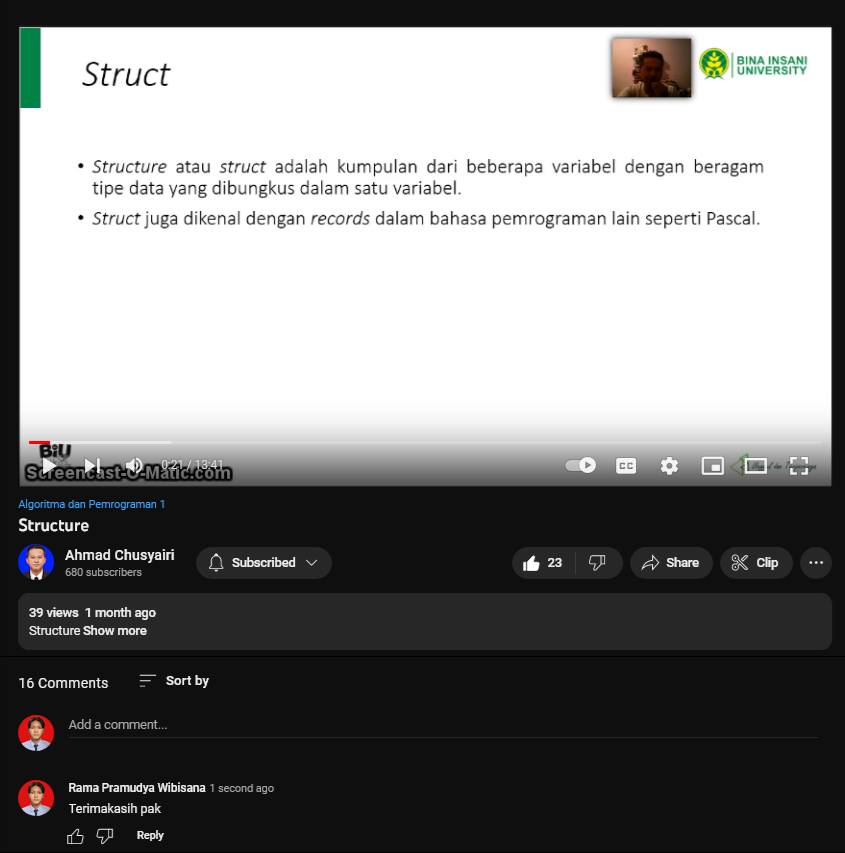 Struct
BINA INSANI
UNIVERSITY
• Structure atau struct adalah kumpulan dari beberapa variabel dengan beragam
tipe data yang dibungkus dalam satu variabel.
• Struct juga dikenal dengan records dalam bahasa pemrograman lain seperti Pascal.
BiU
0:21 / 13:41
CC
Screencast-O-Matic.com
Algoritma dan Pemrograman 1
Structure
Ahmad Chusyairi
680 subscribers
Subscribed
23
Share
Clip
39 views 1 month ago
Structure Show more
16 Comments
Sort by
Add a comment...
Rama Pramudya Wibisana 1 second ago
Terimakasih pak
Reply